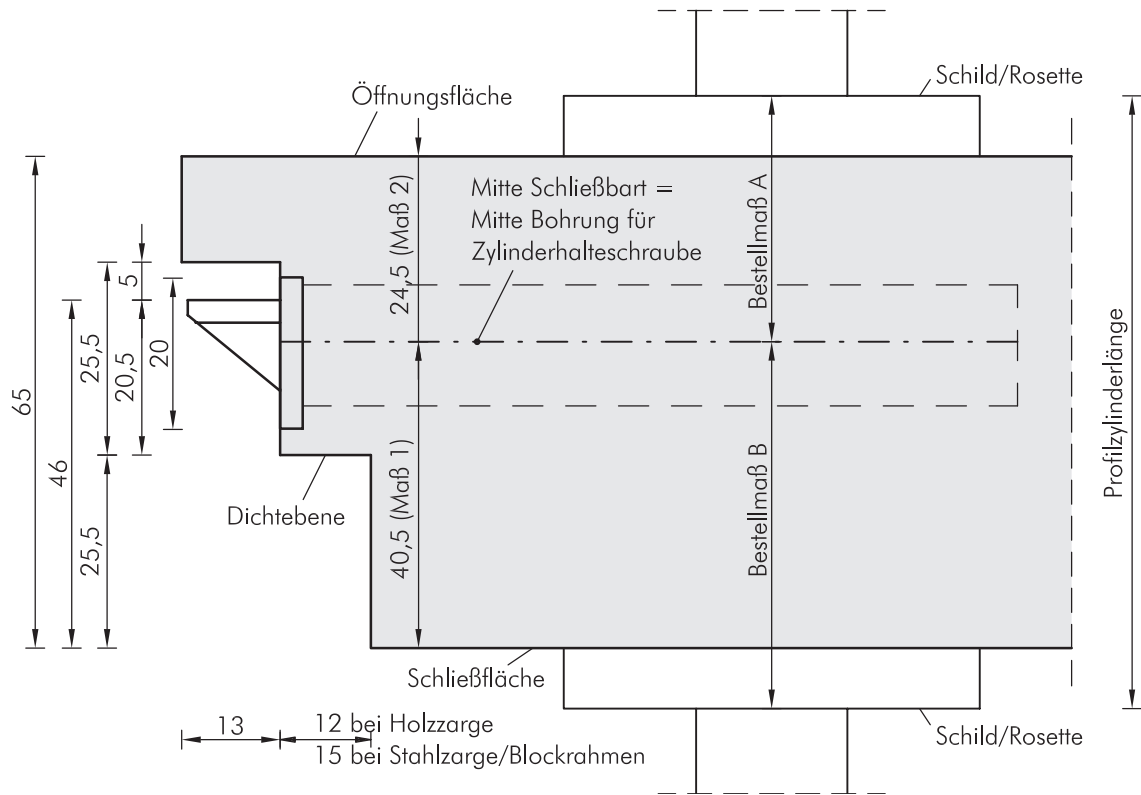 Schild/Rosette
Öffnungsfläche
Mitte Schließbart =
Mitte Bohrung für
Zylinderhalteschraube
24,5 (Maß 2)
Bestellmaß A
5
25,5
20,5
20
65
46
25,5
40,5 (Maß 1)
Bestellmaß B
Profilzylinderlänge
Dichtebene
Schließfläche
13
12 bei Holzzarge
15 bei Stahlzarge/Blockrahmen
Schild/Rosette